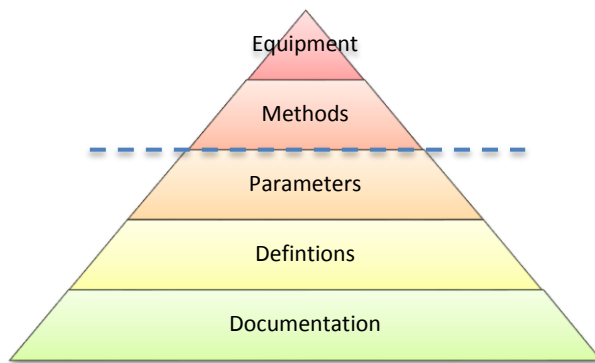 Equipment
Methods
Parameters
Defintions
Documentation